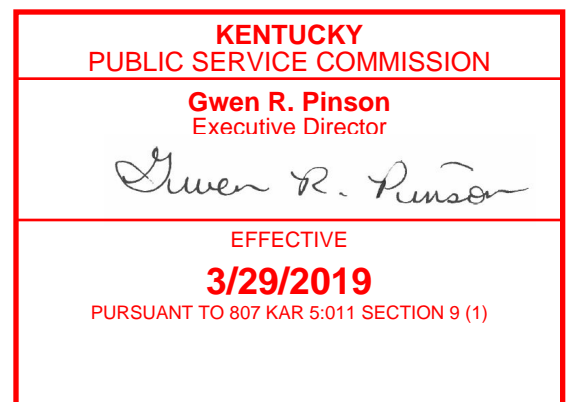 KENTUCKY
PUBLIC SERVICE COMMISSION
Gwen R. Pinson
Executive Director
Gwen R. Pinson
EFFECTIVE
3/29/2019
PURSUANT TO 807 KAR 5:011 SECTION 9 (1)